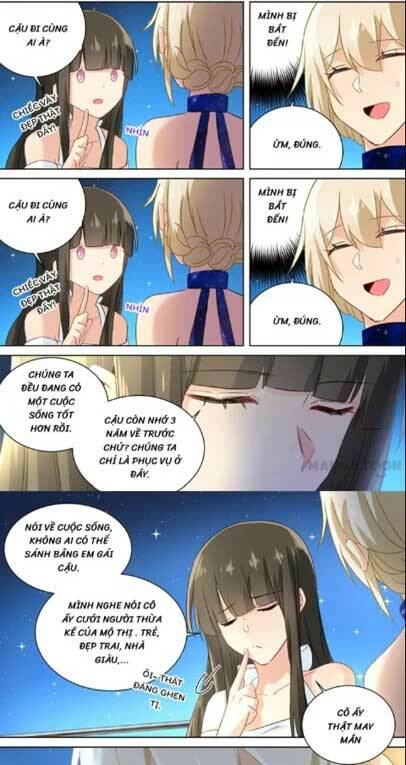 CẬU ĐI CÙNG
AI À?
CHIẾC VÁY
ĐẸP THẬT
ĐẤY!
NHÌN
MÌNH BỊ
BẮT
ĐẾN!
ỪM, ĐÚNG.
CẬU ĐI CÙNG
AI À?
CHIẾC VÁY
ĐẸP THẬT
ĐẤY!
NHÌN
MÌNH BỊ
BẮT
ĐẾN!
ỪM, ĐÚNG.
CHÚNG TA
ĐỀU ĐANG CÓ
MỘT CUỘC
SỐNG TỐT
HƠN RỒI.
CẬU CÒN NHỚ 3
NĂM VỀ TRƯỚC
CHỨ? CHÚNG TA
CHỈ LÀ PHỤC VỤ Ở
ĐÂY.
NÓI VỀ CUỘC SỐNG,
KHÔNG AI CÓ THỂ
SÁNH BẰNG EM GÁI
CẬU.
MÌNH NGHE NÓI CÔ
ẤY CƯỚI NGƯỜI THỪA
KẾ CỦA MỘ THỊ . TRẺ,
ĐẸP TRAI, NHÀ
GIÀU,...
ÔI~ THẬT
ĐÁNG GHEN
TỊ.
CÔ ẤY
THẬT MAY
MẮN